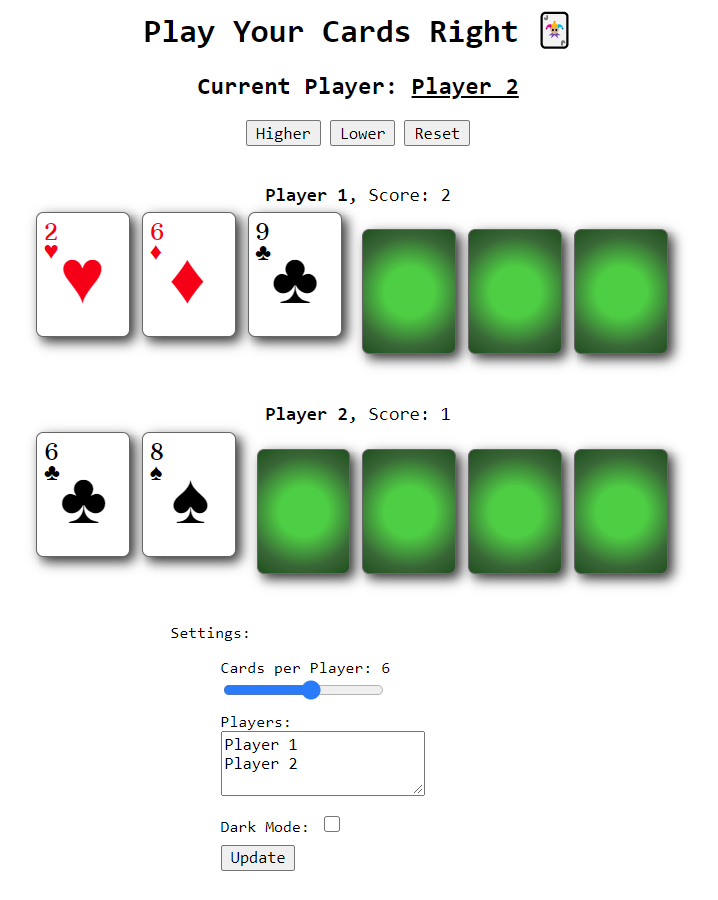 Play Your Cards Right
Current Player: Player 2
Higher Lower Reset
Player 1, Score: 2
2 6 9
Player 2, Score: 1
6 8
Settings:
Cards per Player: 6
Players:
Player 1
Player 2
Dark Mode:
Update